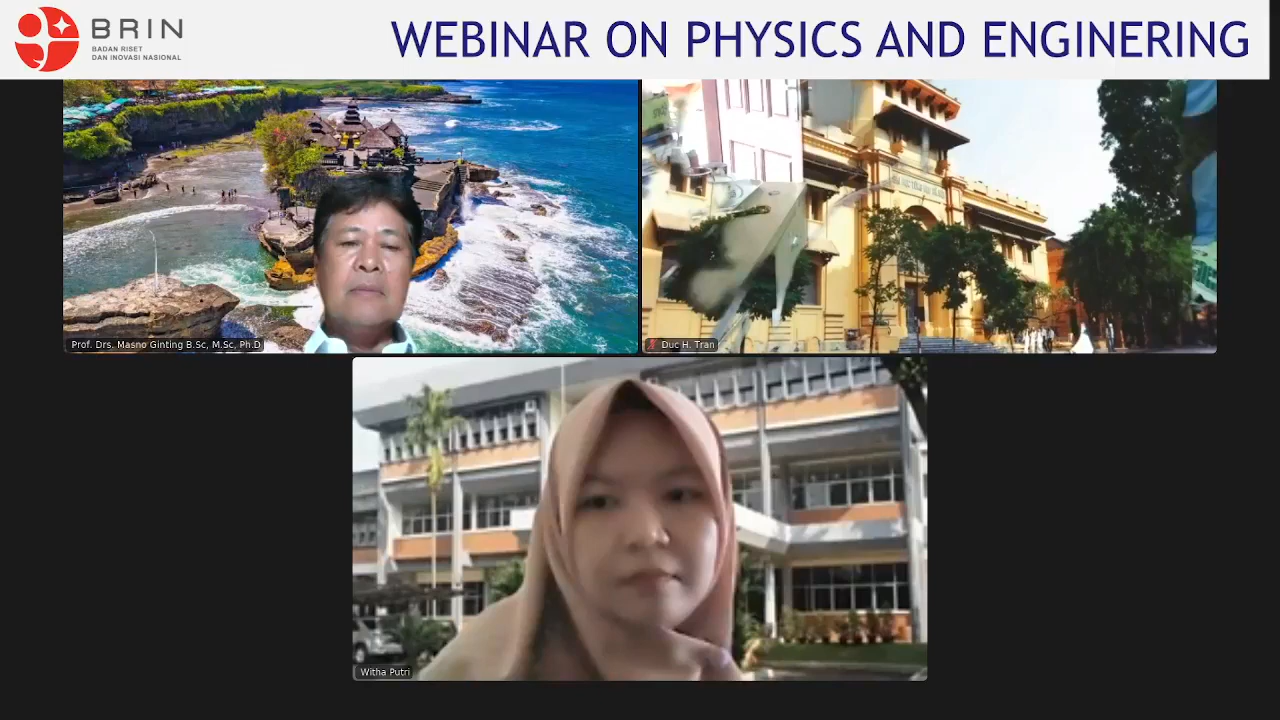 BRIN
BADAN RISET
DAN INOVASI NASIONAL
WEBINAR ON PHYSICS AND ENGINERING
Prof. Drs. Masno Ginting B.Sc, M.Sc, Ph.D
Duc H. Tran
Witha Putri